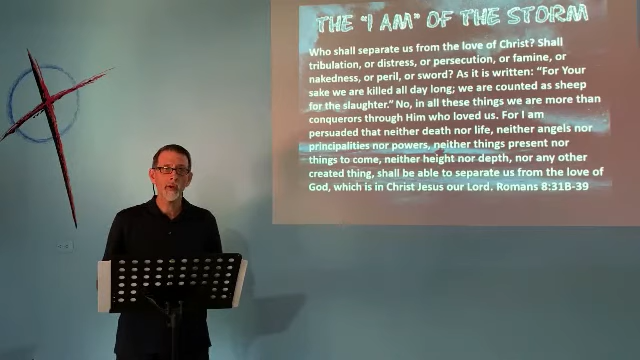 THE "I AM" OF THE STORM
Who shall separate us from the love of Christ? Shall
tribulation, or distress, or persecution, or famine, or
nakedness, or peril, or sword? As it is written: "For Your
sake we are killed all day long; we are counted as sheep
for the slaughter." No, in all these things we are more than
conquerors through Him who loved us. For I am
persuaded that neither death nor life, neither angels nor
principalities nor powers, neither things present nor
things to come, neither height nor depth, nor any other
created thing, shall be able to separate us from the love of
God, which is in Christ Jesus our Lord. Romans 8:31B-39